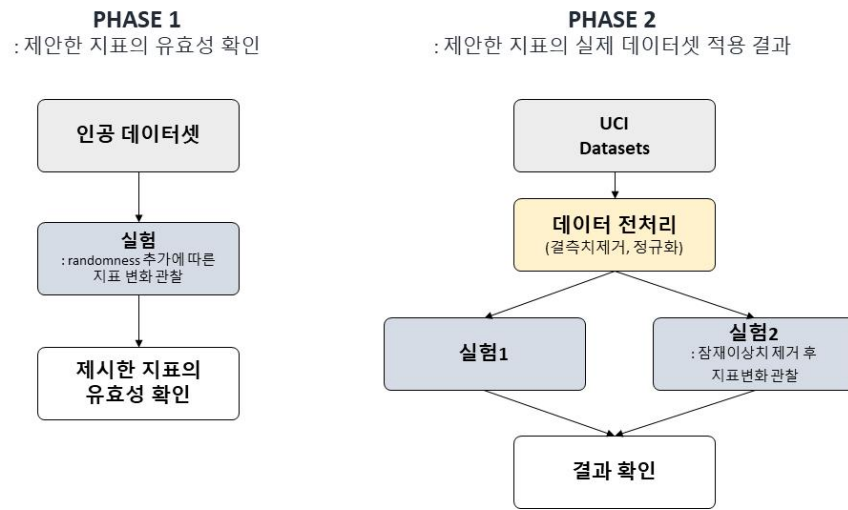 PHASE 1
: 제안한 지표의 유효성 확인
인공 데이터셋
실험
: randomness 추가에 따른
지표 변화 관찰
제시한 지표의
유효성 확인
PHASE 2
: 제안한 지표의 실제 데이터셋 적용 결과
UCI
Datasets
데이터 전처리
(결측치제거, 정규화)
실험1
실험2
: 잠재이상치 제거 후
지표변화 관찰
결과 확인